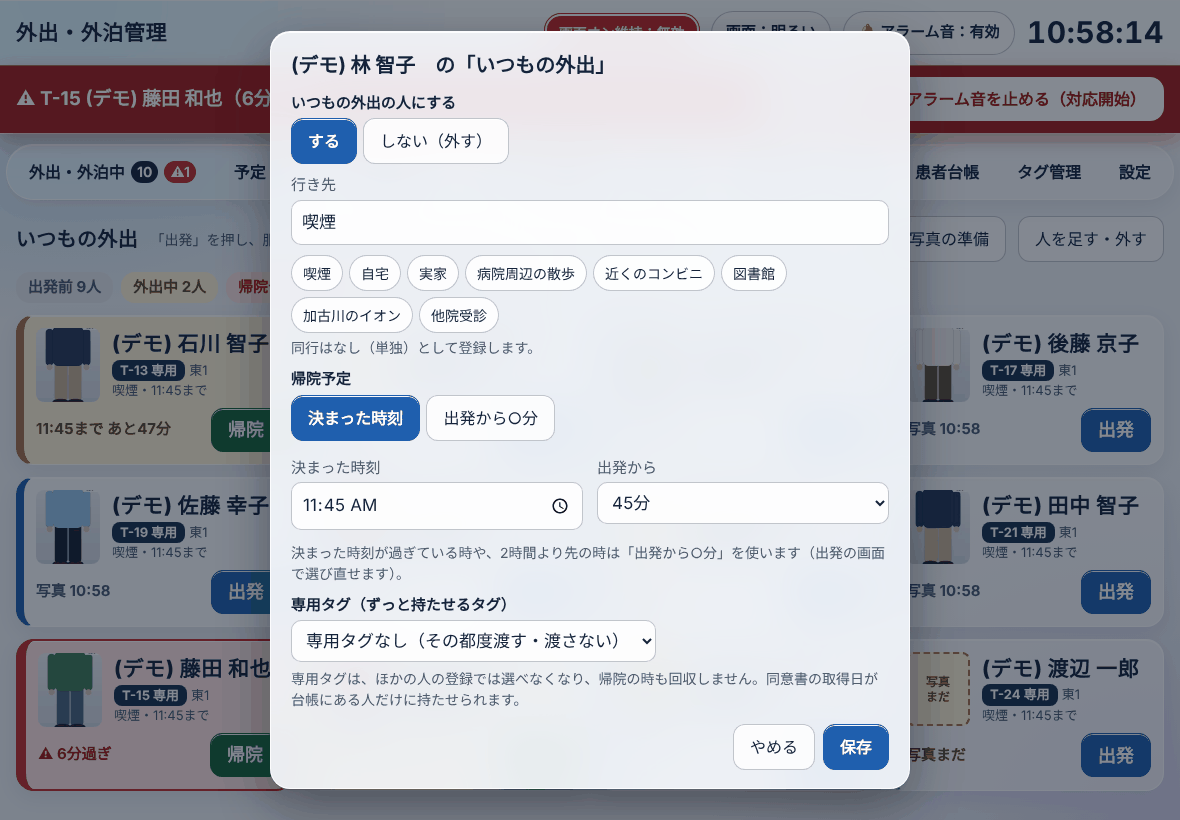 外出・外泊管理
アラーム音：有効
10:58:14
T-15 (デモ) 藤田 和也（6分
アラーム音を止める（対応開始）
外出・外泊中 10 1 予定 患者台帳 タグ管理 設定
いつもの外出 「出発」を押し、
写真の準備 人を足す・外す
出発前 9人 外出中 2人 帰院
(デモ) 石川 智子
T-13 専用 東1
喫煙・11:45まで
11:45まで あと47分 帰院
(デモ) 後藤 京子
T-17 専用 東1
喫煙・11:45まで
写真 10:58 出発
(デモ) 佐藤 幸子
T-19 専用 東1
喫煙・11:45まで
写真 10:58 出発
(デモ) 田中 智子
T-21 専用 東1
喫煙・11:45まで
写真 10:58 出発
(デモ) 藤田 和也
T-15 専用 東1
喫煙・11:45まで
6分過ぎ 帰院
写真
まだ
(デモ) 渡辺 一郎
T-24 専用 東1
喫煙・11:45まで
写真まだ 出発
(デモ) 林 智子　の「いつもの外出」
いつもの外出の人にする
する しない（外す）
行き先
喫煙
喫煙 自宅 実家 病院周辺の散歩 近くのコンビニ 図書館
加古川のイオン 他院受診
同行はなし（単独）として登録します。
帰院予定
決まった時刻 出発から○分
決まった時刻 出発から
11:45 AM 45分
決まった時刻が過ぎている時や、2時間より先の時は「出発から○分」を使います（出発の画面
で選び直せます）。
専用タグ（ずっと持たせるタグ）
専用タグなし（その都度渡す・渡さない）
専用タグは、ほかの人の登録では選べなくなり、帰院の時も回収しません。同意書の取得日が
台帳にある人だけに持たせられます。
やめる 保存